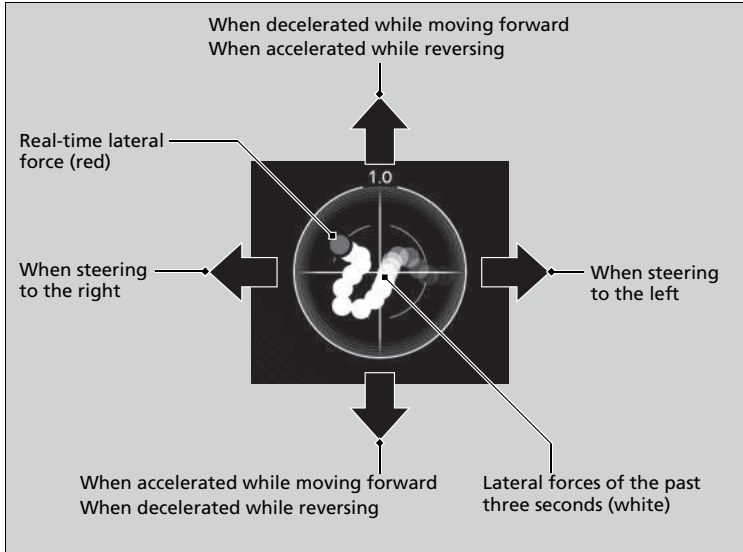 When decelerated while moving forward
When accelerated while reversing
Real-time lateral
force (red)
1.0
When steering
to the right
When steering
to the left
When accelerated while moving forward
When decelerated while reversing
Lateral forces of the past
three seconds (white)